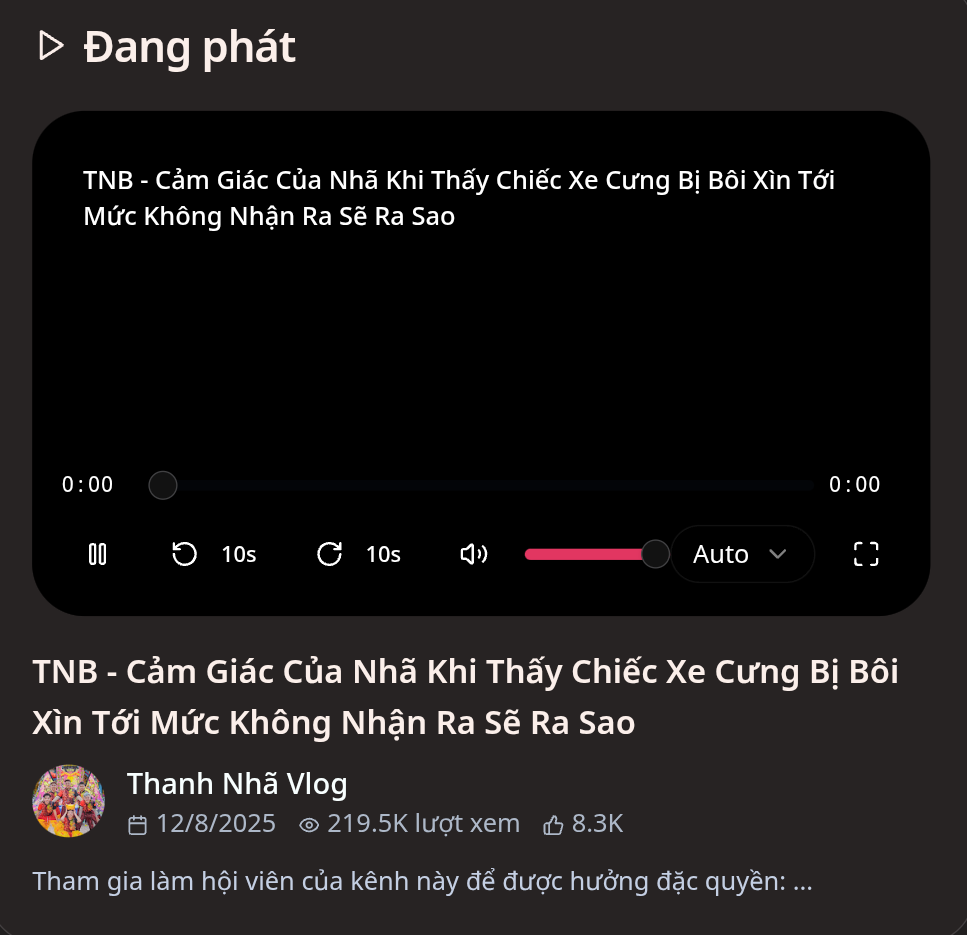 Đang phát
TNB - Cảm Giác Của Nhã Khi Thấy Chiếc Xe Cưng Bị Bôi Xìn Tới
Mức Không Nhận Ra Sẽ Ra Sao
0:00
0:00
10s
10s
Auto
TNB - Cảm Giác Của Nhã Khi Thấy Chiếc Xe Cưng Bị Bôi
Xìn Tới Mức Không Nhận Ra Sẽ Ra Sao
Thanh Nhã Vlog
12/8/2025 219.5K lượt xem 8.3K
Tham gia làm hội viên của kênh này để được hưởng đặc quyền: ...